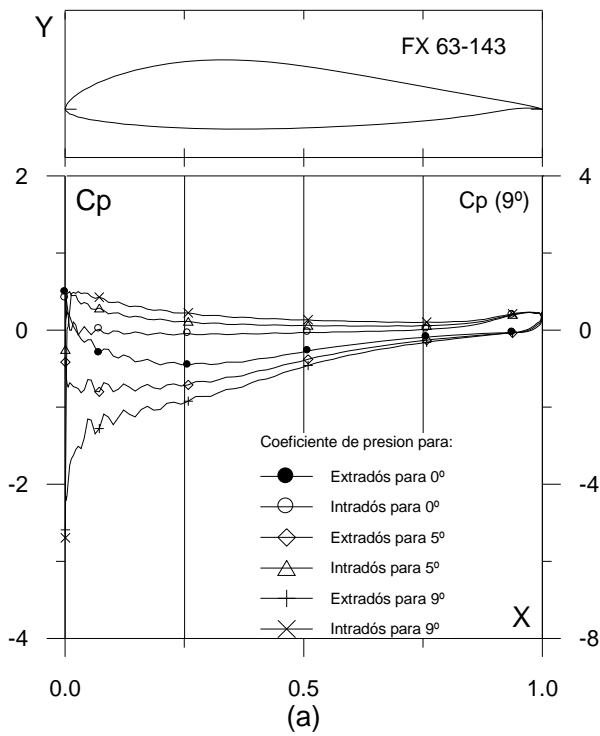 Y
FX 63-143
2
4
Cp
Cp (9º)
0
0
Coeficiente de presion para:
Extradós para 0º
Intradós para 0º
-2
-4
Extradós para 5º
Intradós para 5º
Extradós para 9º
Intradós para 9º
X
-4
-8
0.0
0.5
1.0
(a)